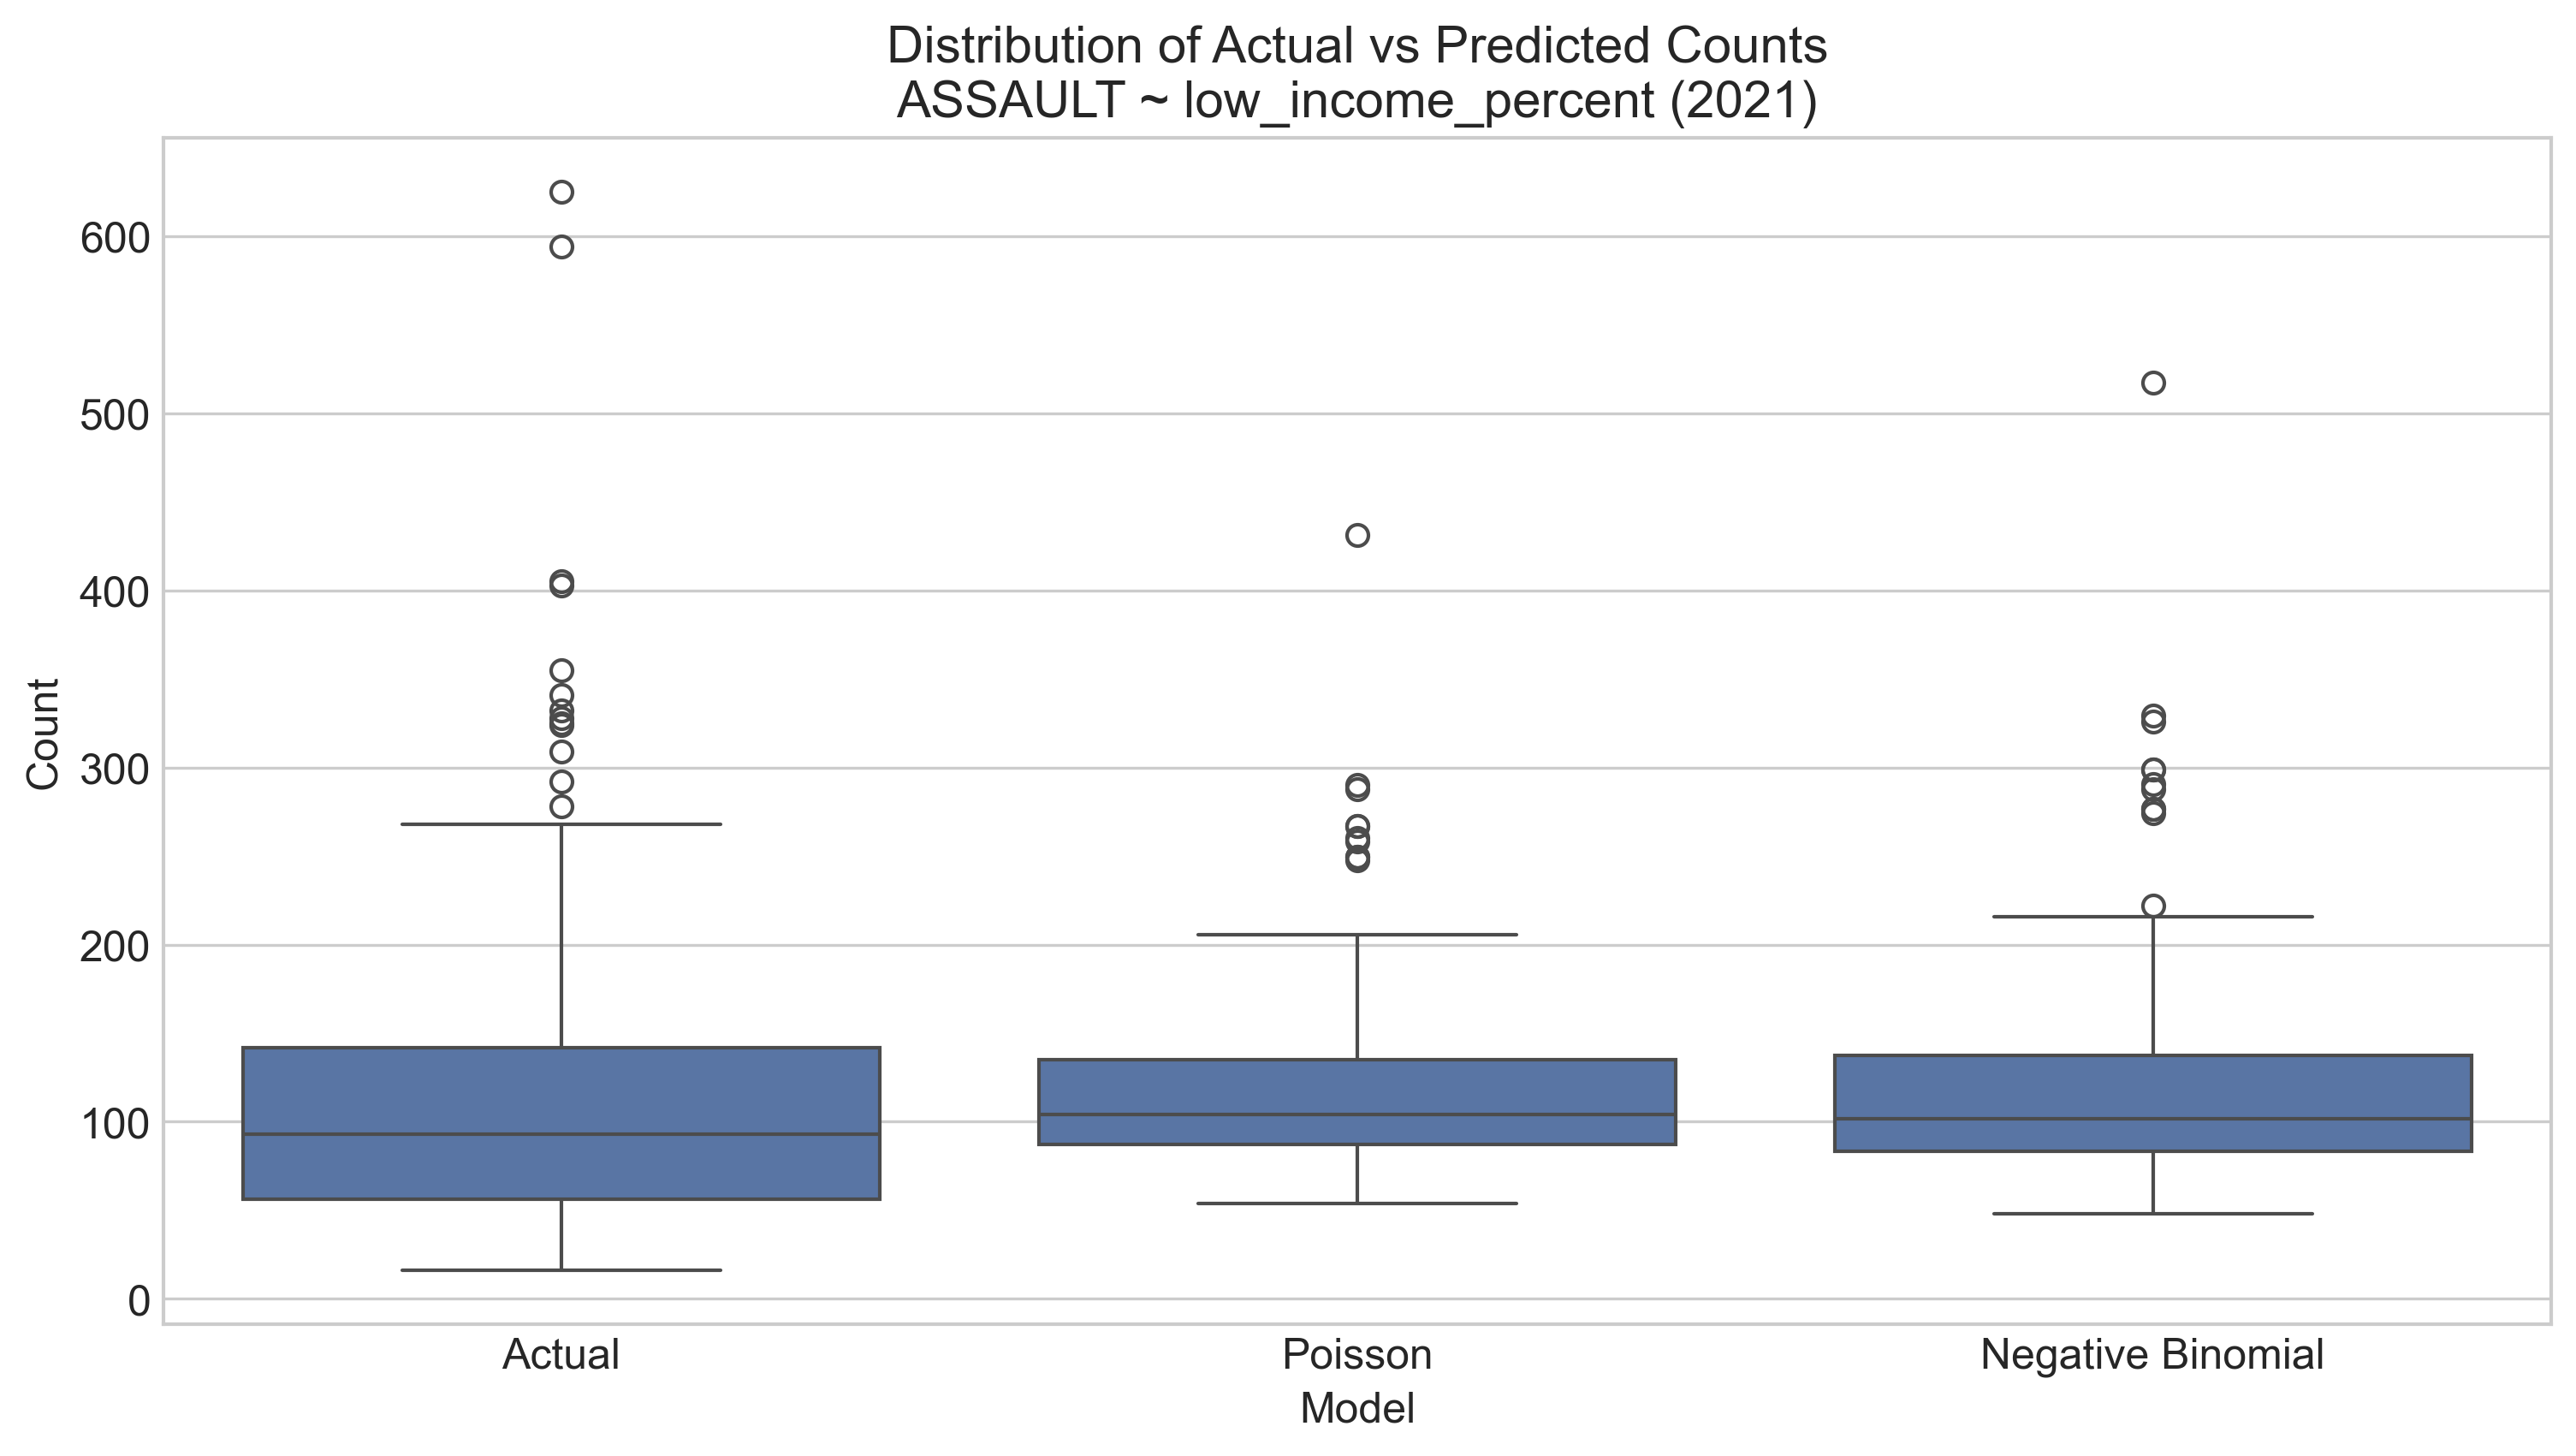 Distribution of Actual vs Predicted Counts
ASSAULT ~ low_income_percent (2021)
600
500
400
300
200
100
0
Count
Actual
Poisson
Negative Binomial
Model